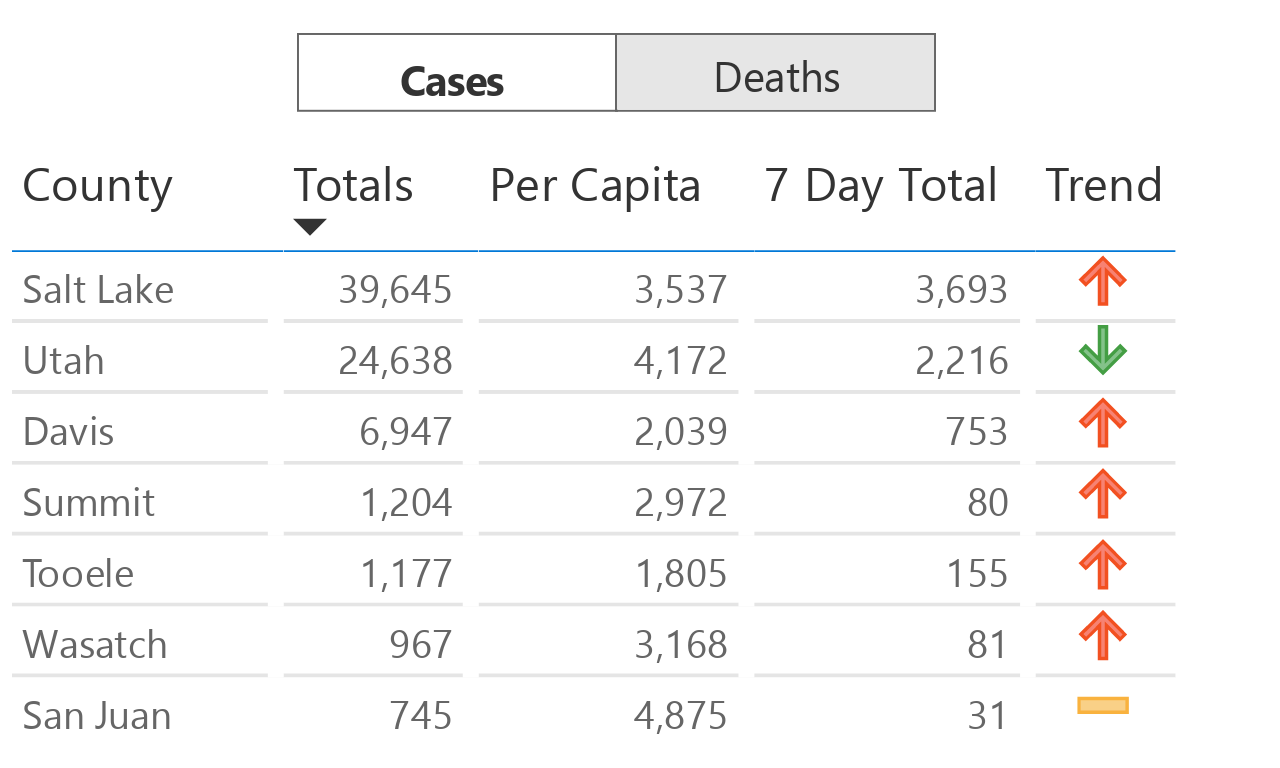 Cases Deaths
County Totals Per Capita 7 Day Total Trend
Salt Lake 39,645 3,537 3,693
Utah 24,638 4,172 2,216
Davis 6,947 2,039 753
Summit 1,204 2,972 80
Tooele 1,177 1,805 155
Wasatch 967 3,168 81
San Juan 745 4,875 31